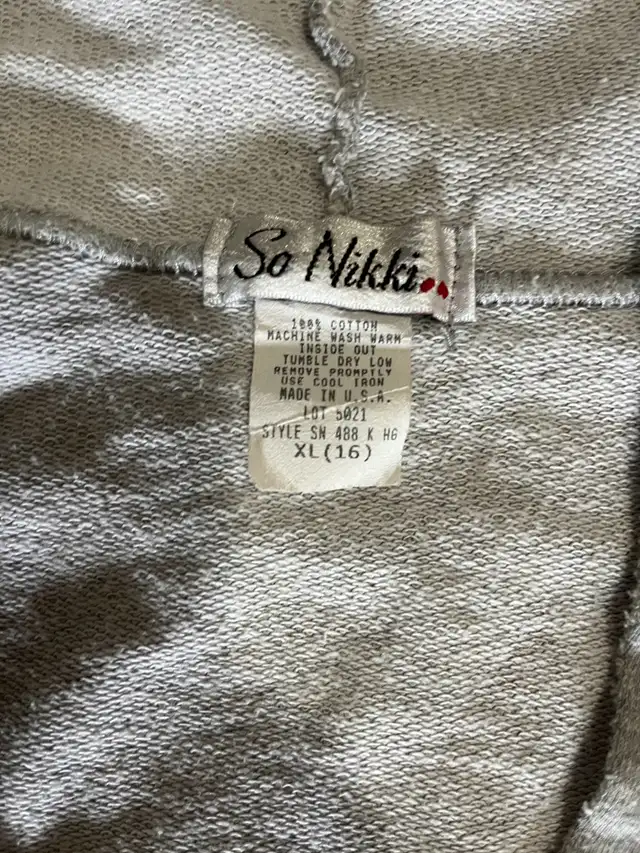 So Nikki..
100% COTTON
MACHINE WASH WARM
INSIDE OUT
TUMBLE DRY LOW
REMOVE PROMPTLY
USE COOL IRON
MADE IN U.S.A.
LOT 5021
STYLE SN 488 K HG
XL(16)